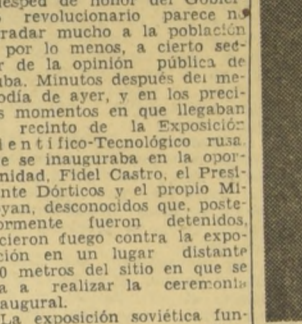 ésped de honor del Gobier-
revolucionario parece no
radar mucho a la población
por lo menos, a cierto sec-
r de la opinión pública de
uba. Minutos después del me-
odía de ayer, y en los preci-
s momentos en que llegaban
recinto de la Exposición
ientífico-Tecnológico rusa
e se inauguraba en la opor-
nidad, Fidel Castro, el Presi-
nte Dórticos y el propio Mi-
yan, desconocidos que, poste-
ormente fueron detenidos,
cieron fuego contra la expo-
ción en un lugar distante
0 metros del sitio en que se
a a realizar la ceremonia
augural.
La exposición soviética fun-